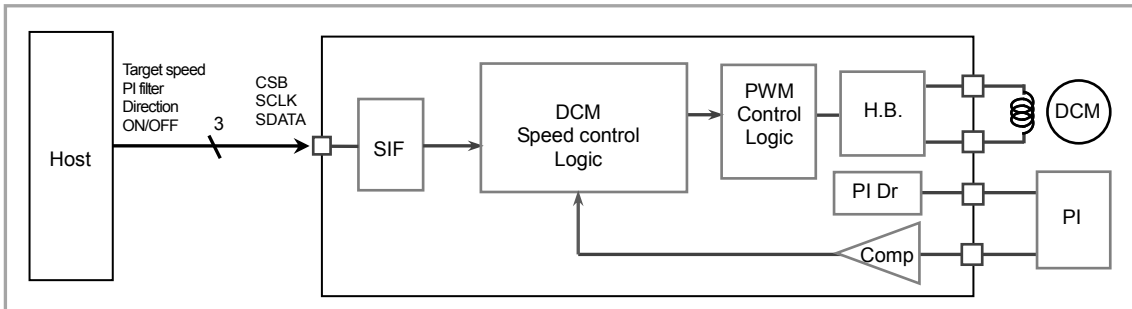 Host
Target speed
PI filter
Direction
ON/OFF
3
CSB
SCLK
SDATA
SIF
DCM
Speed control
Logic
PWM
Control
Logic
H.B.
DCM
PI Dr
PI
Comp